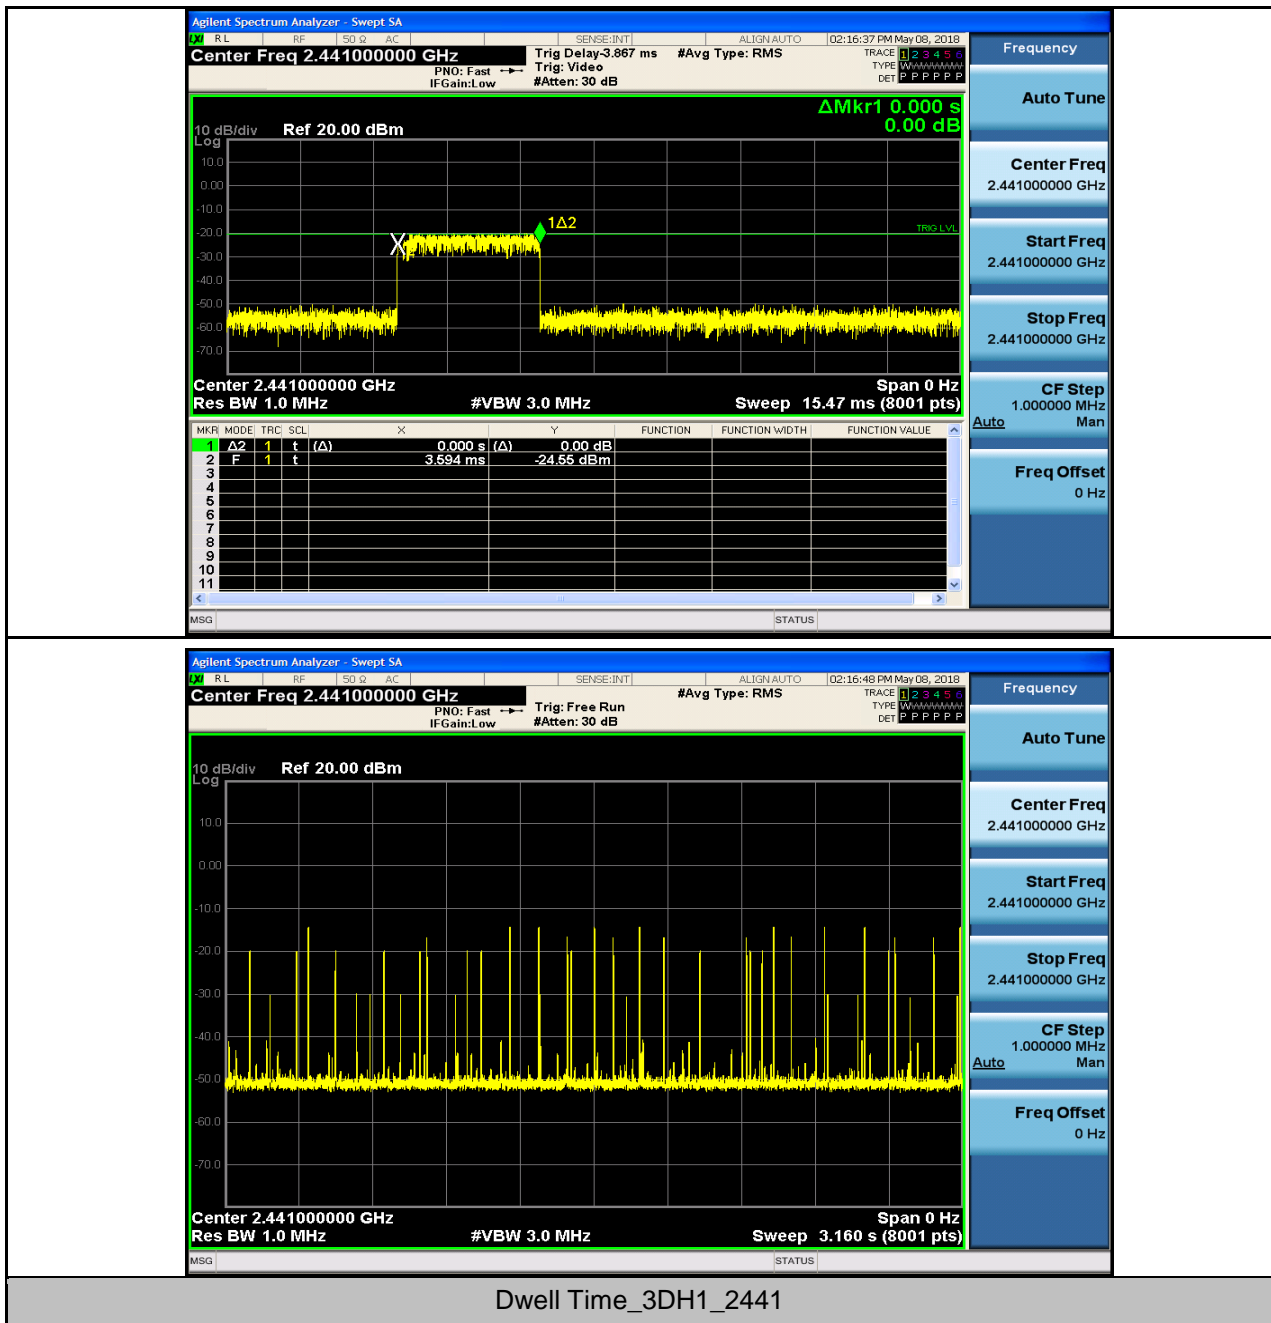 Agilent Spectrum Analyzer - Swept SA
LXI RL RF 50 Ω AC SENSE:INT ALIGN AUTO 02:16:37 PM May 08, 2018
Center Freq 2.441000000 GHz
PNO: Fast
IFGain:Low
Trig Delay-3.867 ms
Trig: Video
#Atten: 30 dB
#Avg Type: RMS
TRACE 1 2 3 4 5 6
TYPE W
DET P P P P P P
ΔMkr1 0.000 s
0.00 dB
10 dB/div
Log
Ref 20.00 dBm
10.0
0.00
-10.0
-20.0
-30.0
-40.0
-50.0
-60.0
-70.0
1Δ2
TRIG LVL
Center 2.441000000 GHz
Span 0 Hz
Res BW 1.0 MHz
#VBW 3.0 MHz
Sweep 15.47 ms (8001 pts)
MKR MODE TRC SCL X Y FUNCTION FUNCTION WIDTH FUNCTION VALUE
1 Δ2 1 t (Δ) 0.000 s (Δ) 0.00 dB
2 F 1 t 3.594 ms -24.55 dBm
3
4
5
6
7
8
9
10
11
MSG
STATUS
Frequency
Auto Tune
Center Freq
2.441000000 GHz
Start Freq
2.441000000 GHz
Stop Freq
2.441000000 GHz
CF Step
1.000000 MHz
Auto Man
Freq Offset
0 Hz
Agilent Spectrum Analyzer - Swept SA
LXI RL RF 50 Ω AC SENSE:INT ALIGN AUTO 02:16:48 PM May 08, 2018
Center Freq 2.441000000 GHz
PNO: Fast
IFGain:Low
Trig: Free Run
#Atten: 30 dB
#Avg Type: RMS
TRACE 1 2 3 4 5 6
TYPE W
DET P P P P P P
10 dB/div
Log
Ref 20.00 dBm
10.0
0.00
-10.0
-20.0
-30.0
-40.0
-50.0
-60.0
-70.0
Center 2.441000000 GHz
Span 0 Hz
Res BW 1.0 MHz
#VBW 3.0 MHz
Sweep 3.160 s (8001 pts)
MSG
STATUS
Frequency
Auto Tune
Center Freq
2.441000000 GHz
Start Freq
2.441000000 GHz
Stop Freq
2.441000000 GHz
CF Step
1.000000 MHz
Auto Man
Freq Offset
0 Hz
Dwell Time_3DH1_2441